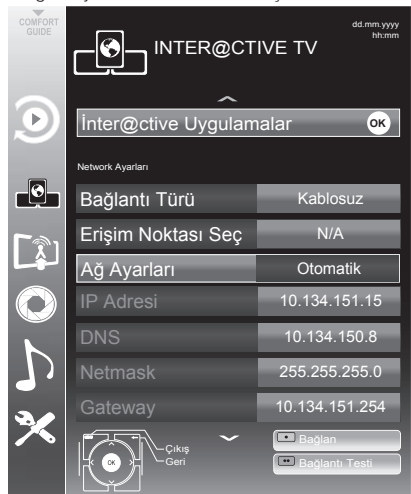 COMFORT
GUIDE
INTER@CTIVE TV
dd.mm.yyyy
hh:mm
İnter@ctive Uygulamalar OK
Network Ayarları
Bağlantı Türü Kablosuz
Erişim Noktası Seç N/A
Ağ Ayarları Otomatik
IP Adresi 10.134.151.15
DNS 10.134.150.8
Netmask 255.255.255.0
Gateway 10.134.151.254
OK
Çıkış
Geri
Bağlan
Bağlantı Testi